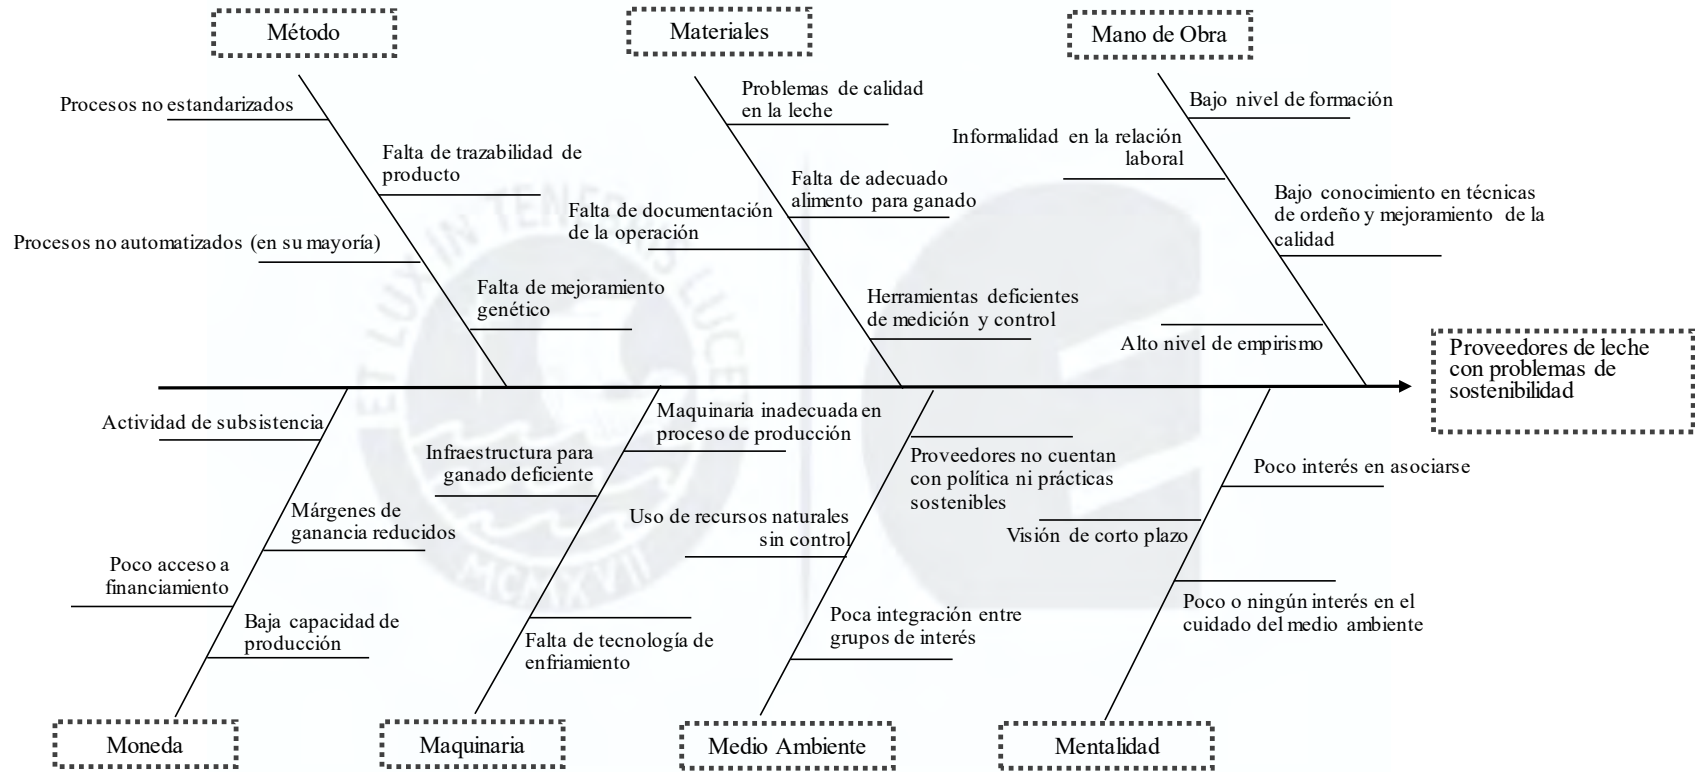 Método
Materiales
Mano de Obra
Procesos no estandarizados
Falta de trazabilidad de
producto
Procesos no automatizados (en su mayoría)
Falta de mejoramiento
genético
Problemas de calidad
en la leche
Falta de adecuado
alimento para ganado
Falta de documentación
de la operación
Herramientas deficientes
de medición y control
Bajo nivel de formación
Informalidad en la relación
laboral
Bajo conocimiento en técnicas
de ordeño y mejoramiento de la
calidad
Alto nivel de empirismo
Proveedores de leche
con problemas de
sostenibilidad
Actividad de subsistencia
Márgenes de
ganancia reducidos
Poco acceso a
financiamiento
Baja capacidad de
producción
Maquinaria inadecuada en
proceso de producción
Infraestructura para
ganado deficiente
Falta de tecnología de
enfriamiento
Proveedores no cuentan
con política ni prácticas
sostenibles
Uso de recursos naturales
sin control
Poca integración entre
grupos de interés
Poco interés en asociarse
Visión de corto plazo
Poco o ningún interés en el
cuidado del medio ambiente
Moneda
Maquinaria
Medio Ambiente
Mentalidad
ET LUX IN TENEBRIS LUCET
MCMXVII